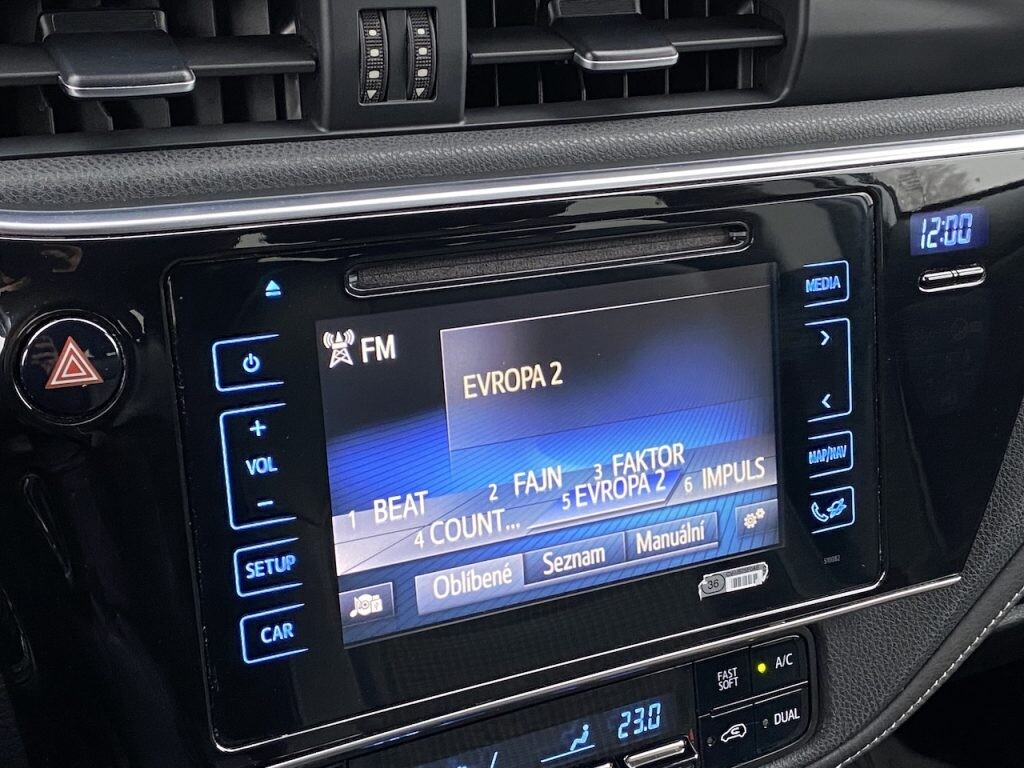 12:00
MEDIA
FM
EVROPA 2
VOL
MAP/NAV
1 BEAT
2 FAJN
3 FAKTOR
4 COUNT...
5 EVROPA 2
6 IMPULS
SETUP
Oblíbené
Seznam
Manuální
36
CAR
FAST
SOFT
A/C
23.0
DUAL